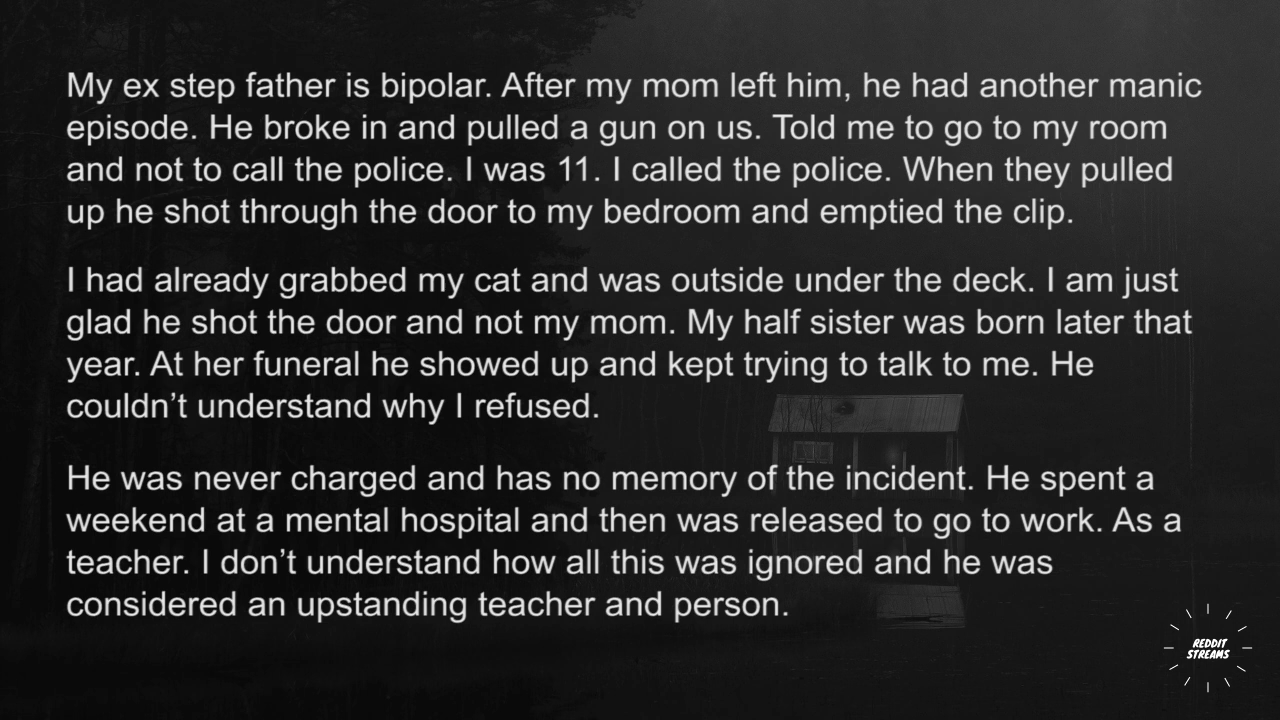 My ex step father is bipolar. After my mom left him, he had another manic
episode. He broke in and pulled a gun on us. Told me to go to my room
and not to call the police. I was 11. I called the police. When they pulled
up he shot through the door to my bedroom and emptied the clip.
I had already grabbed my cat and was outside under the deck. I am just
glad he shot the door and not my mom. My half sister was born later that
year. At her funeral he showed up and kept trying to talk to me. He
couldn’t understand why I refused.
He was never charged and has no memory of the incident. He spent a
weekend at a mental hospital and then was released to go to work. As a
teacher. I don’t understand how all this was ignored and he was
considered an upstanding teacher and person.
REDDIT
STREAMS